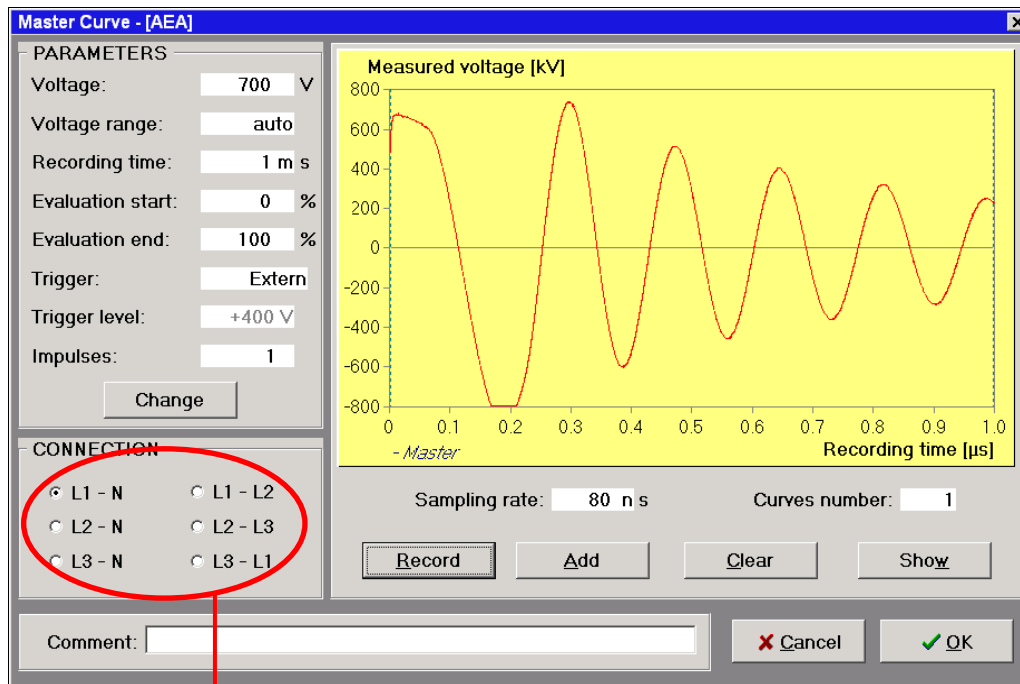 Master Curve - [AEA]
PARAMETERS
Voltage: 700 V
Voltage range: auto
Recording time: 1 m s
Evaluation start: 0 %
Evaluation end: 100 %
Trigger: Extern
Trigger level: +400 V
Impulses: 1
Change
CONNECTION
L1 - N L1 - L2
L2 - N L2 - L3
L3 - N L3 - L1
Measured voltage [kV]
800
600
400
200
0
-200
-400
-600
-800
0 0.1 0.2 0.3 0.4 0.5 0.6 0.7 0.8 0.9 1.0
- Master Recording time [µs]
Sampling rate: 80 n s Curves number: 1
Record Add Clear Show
Comment: Cancel OK